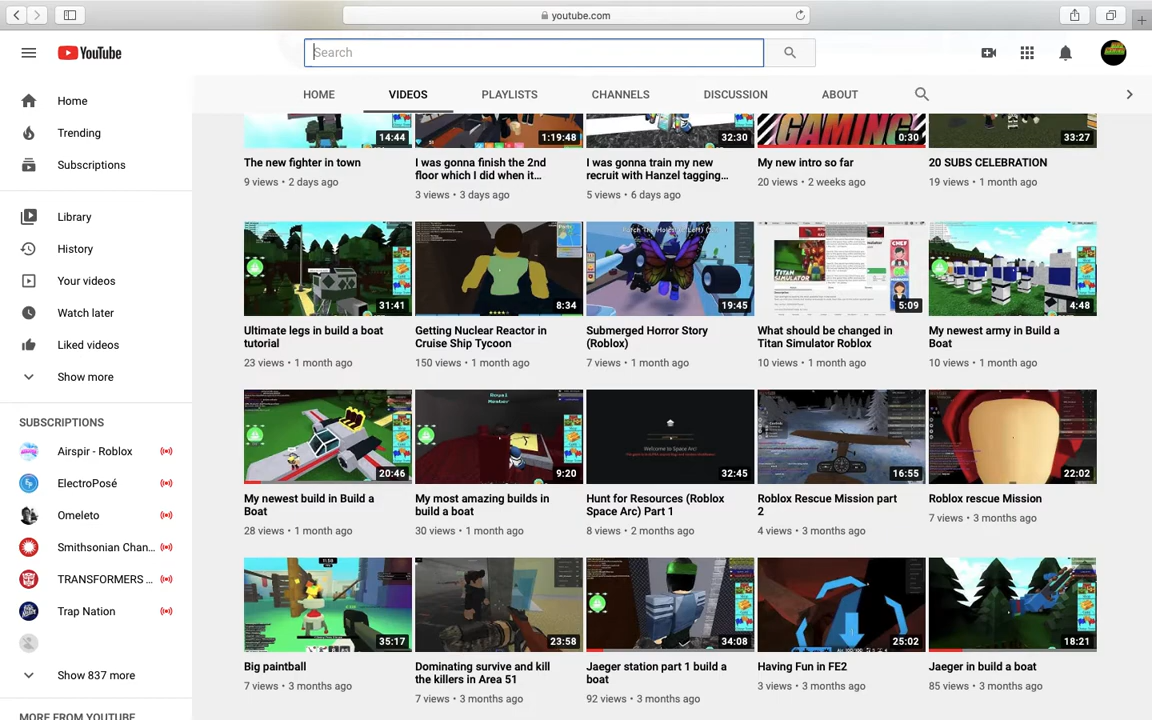 youtube.com
YouTube
Search
HOME
VIDEOS
PLAYLISTS
CHANNELS
DISCUSSION
ABOUT
Home
Trending
Subscriptions
Library
History
Your videos
Watch later
Liked videos
Show more
SUBSCRIPTIONS
Airspir - Roblox
ElectroPosé
Omeleto
Smithsonian Chan...
TRANSFORMERS ...
Trap Nation
Show 837 more
MORE FROM YOUTUBE
14:44
The new fighter in town
9 views • 2 days ago
1:19:48
I was gonna finish the 2nd
floor which I did when it...
3 views • 3 days ago
32:30
I was gonna train my new
recruit with Hanzel tagging...
5 views • 6 days ago
GAMING
0:30
My new intro so far
20 views • 2 weeks ago
33:27
20 SUBS CELEBRATION
19 views • 1 month ago
31:41
Ultimate legs in build a boat
tutorial
23 views • 1 month ago
8:34
Getting Nuclear Reactor in
Cruise Ship Tycoon
150 views • 1 month ago
19:45
Submerged Horror Story
(Roblox)
7 views • 1 month ago
TITAN
SIMULATOR
CHEF
5:09
What should be changed in
Titan Simulator Roblox
10 views • 1 month ago
4:48
My newest army in Build a
Boat
10 views • 1 month ago
20:46
My newest build in Build a
Boat
28 views • 1 month ago
9:20
My most amazing builds in
build a boat
30 views • 1 month ago
Welcome to Space Arc!
32:45
Hunt for Resources (Roblox
Space Arc) Part 1
8 views • 2 months ago
16:55
Roblox Rescue Mission part
2
4 views • 3 months ago
22:02
Roblox rescue Mission
7 views • 3 months ago
35:17
Big paintball
7 views • 3 months ago
23:58
Dominating survive and kill
the killers in Area 51
7 views • 3 months ago
34:08
Jaeger station part 1 build a
boat
92 views • 3 months ago
25:02
Having Fun in FE2
3 views • 3 months ago
18:21
Jaeger in build a boat
85 views • 3 months ago